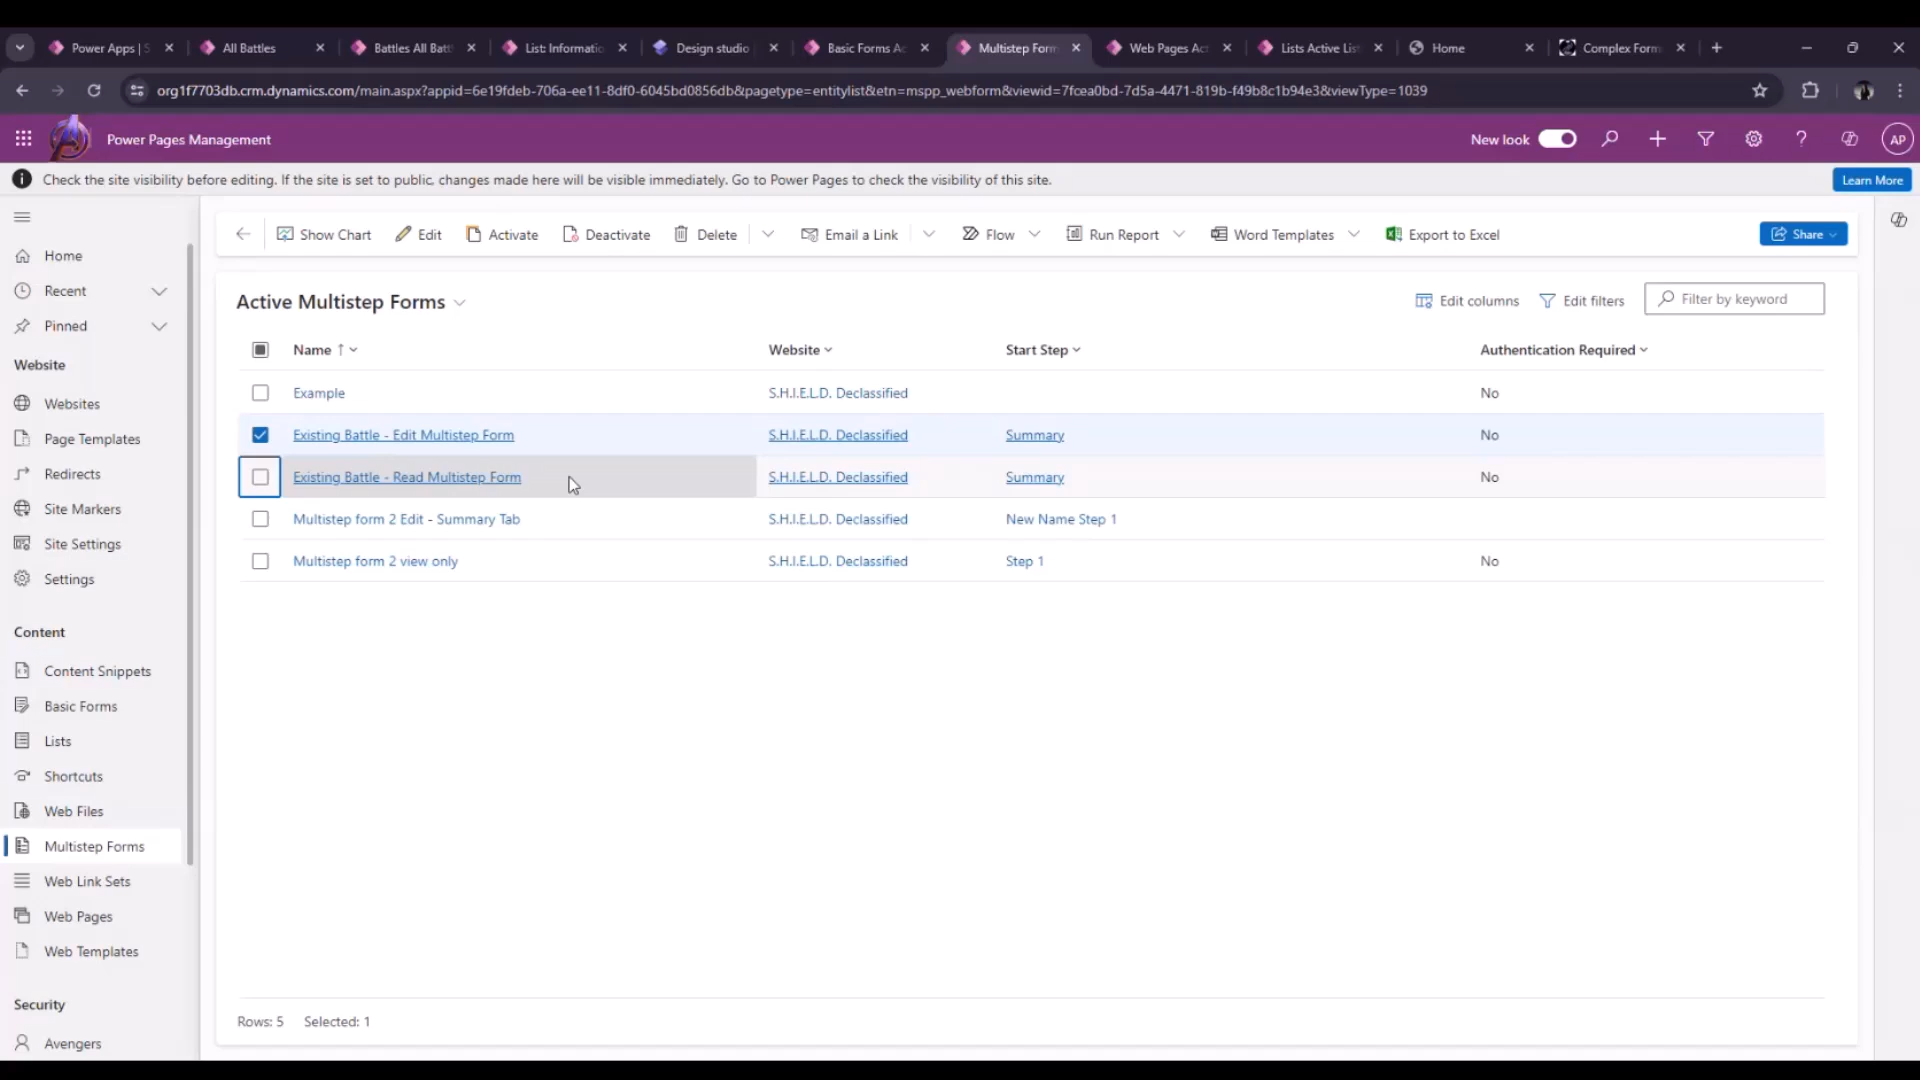 Power Apps | S
All Battles
Battles All Batt
List: Informatio
Design studio
Basic Forms Ac
Multistep Form
Web Pages Act
Lists Active List
Home
Complex Form
org1f7703db.crm.dynamics.com/main.aspx?appid=6e19fdeb-706a-ee11-8df0-6045bd0856db&pagetype=entitylist&etn=mspp_webform&viewid=7fcea0bd-7d5a-4471-819b-f49b8c1b94e3&viewType=1039
Power Pages Management
New look
AP
Check the site visibility before editing. If the site is set to public, changes made here will be visible immediately. Go to Power Pages to check the visibility of this site.
Learn More
Show Chart
Edit
Activate
Deactivate
Delete
Email a Link
Flow
Run Report
Word Templates
Export to Excel
Share
Home
Recent
Pinned
Website
Websites
Page Templates
Redirects
Site Markers
Site Settings
Settings
Content
Content Snippets
Basic Forms
Lists
Shortcuts
Web Files
Multistep Forms
Web Link Sets
Web Pages
Web Templates
Security
Avengers
Active Multistep Forms
Edit columns
Edit filters
Filter by keyword
Name ↑ Website Start Step Authentication Required
Example S.H.I.E.L.D. Declassified No
Existing Battle - Edit Multistep Form S.H.I.E.L.D. Declassified Summary No
Existing Battle - Read Multistep Form S.H.I.E.L.D. Declassified Summary No
Multistep form 2 Edit - Summary Tab S.H.I.E.L.D. Declassified New Name Step 1
Multistep form 2 view only S.H.I.E.L.D. Declassified Step 1 No
Rows: 5 Selected: 1